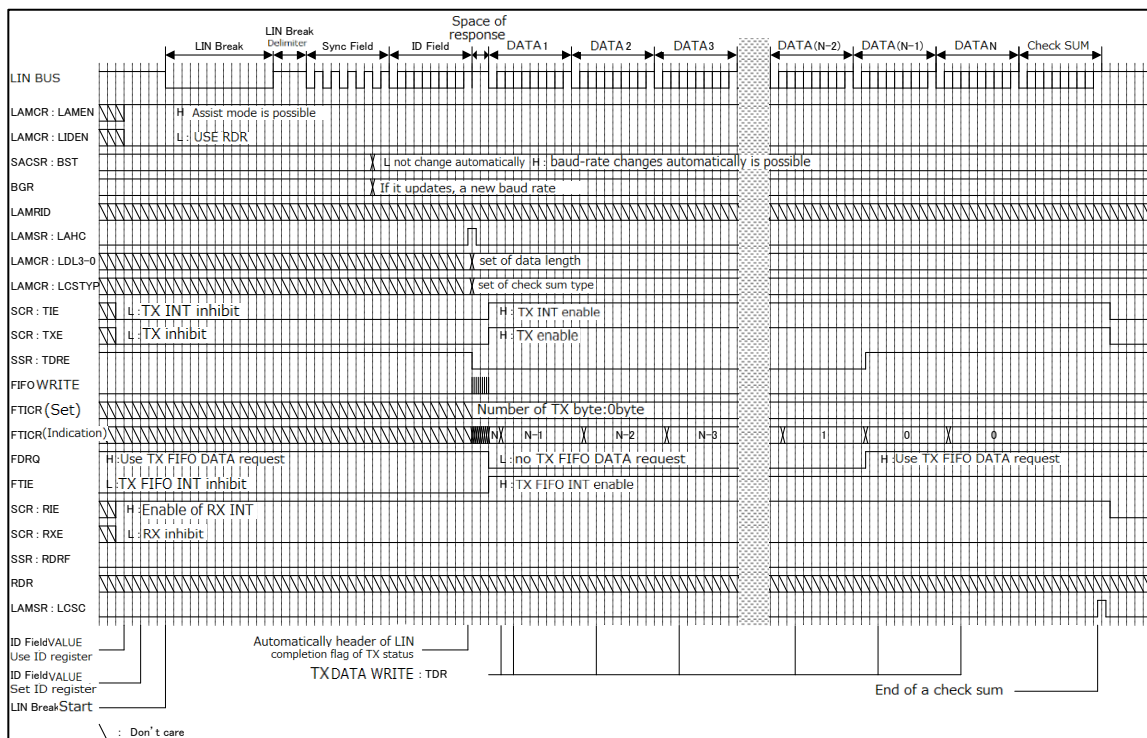 Space of
response
LIN Break
LIN Break
Delimiter
Sync Field
ID Field
DATA1
DATA2
DATA3
DATA(N-2)
DATA(N-1)
DATAN
Check SUM
LIN BUS
LAMCR : LAMEN
H Assist mode is possible
LAMCR : LIDEN
L : USE RDR
SACSR : BST
L not change automatically H : baud-rate changes automatically is possible
BGR
If it updates, a new baud rate
LAMRID
LAMSR : LAHC
LAMCR : LDL3-0
set of data length
LAMCR : LCSTYP
set of check sum type
SCR : TIE
L : TX INT inhibit
H : TX INT enable
SCR : TXE
L : TX inhibit
H : TX enable
SSR : TDRE
FIFO WRITE
FTICR (Set)
Number of TX byte:0byte
FTICR(Indication)
N
N-1
N-2
N-3
1
0
0
FDRQ
H : Use TX FIFO DATA request
L : no TX FIFO DATA request
H : Use TX FIFO DATA request
FTIE
L : TX FIFO INT inhibit
H : TX FIFO INT enable
SCR : RIE
H : Enable of RX INT
SCR : RXE
L : RX inhibit
SSR : RDRF
RDR
LAMSR : LCSC
ID FieldVALUE
Use ID register
Automatically header of LIN
completion flag of TX status
TXDATA WRITE : TDR
ID FieldVALUE
Set ID register
End of a check sum
LIN BreakStart
: Don't care